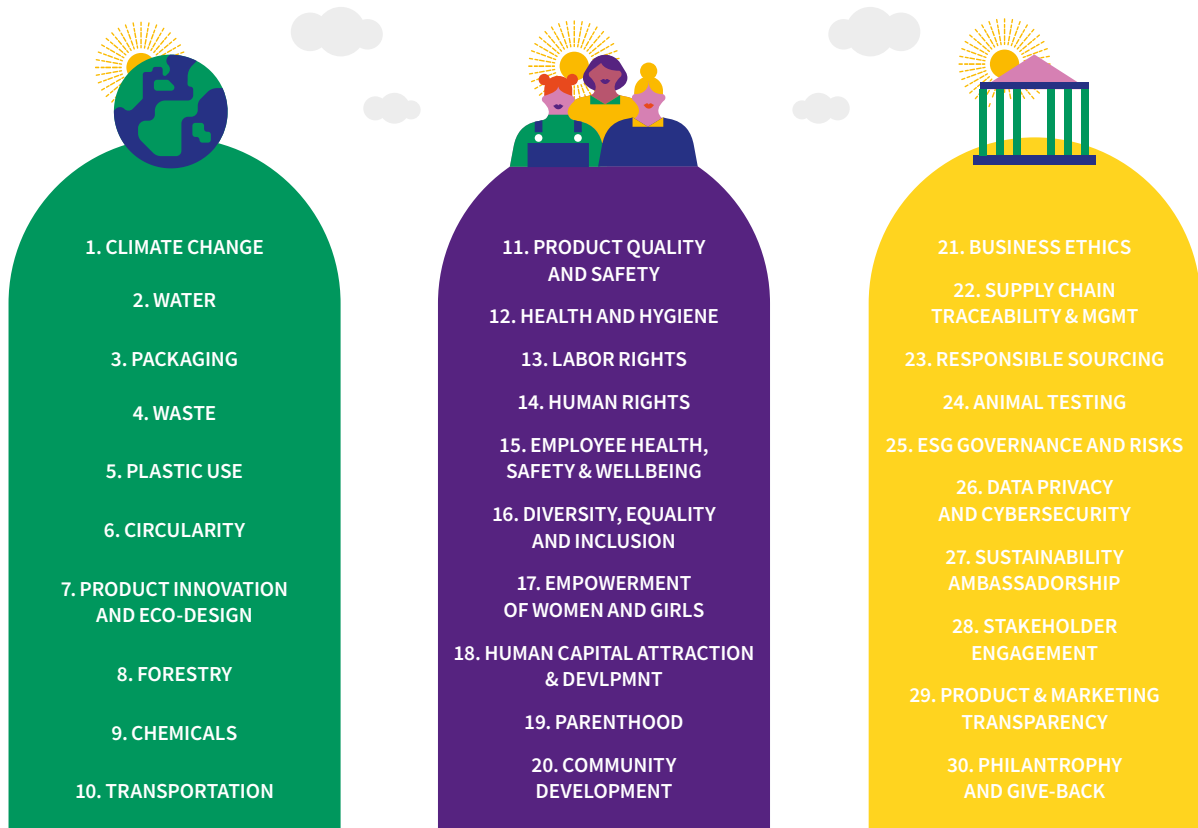 1. CLIMATE CHANGE
2. WATER
3. PACKAGING
4. WASTE
5. PLASTIC USE
6. CIRCULARITY
7. PRODUCT INNOVATION
AND ECO-DESIGN
8. FORESTRY
9. CHEMICALS
10. TRANSPORTATION
11. PRODUCT QUALITY
AND SAFETY
12. HEALTH AND HYGIENE
13. LABOR RIGHTS
14. HUMAN RIGHTS
15. EMPLOYEE HEALTH,
SAFETY & WELLBEING
16. DIVERSITY, EQUALITY
AND INCLUSION
17. EMPOWERMENT
OF WOMEN AND GIRLS
18. HUMAN CAPITAL ATTRACTION
& DEVLPMNT
19. PARENTHOOD
20. COMMUNITY
DEVELOPMENT
21. BUSINESS ETHICS
22. SUPPLY CHAIN
TRACEABILITY & MGMT
23. RESPONSIBLE SOURCING
24. ANIMAL TESTING
25. ESG GOVERNANCE AND RISKS
26. DATA PRIVACY
AND CYBERSECURITY
27. SUSTAINABILITY
AMBASSADORSHIP
28. STAKEHOLDER
ENGAGEMENT
29. PRODUCT & MARKETING
TRANSPARENCY
30. PHILANTROPHY
AND GIVE-BACK